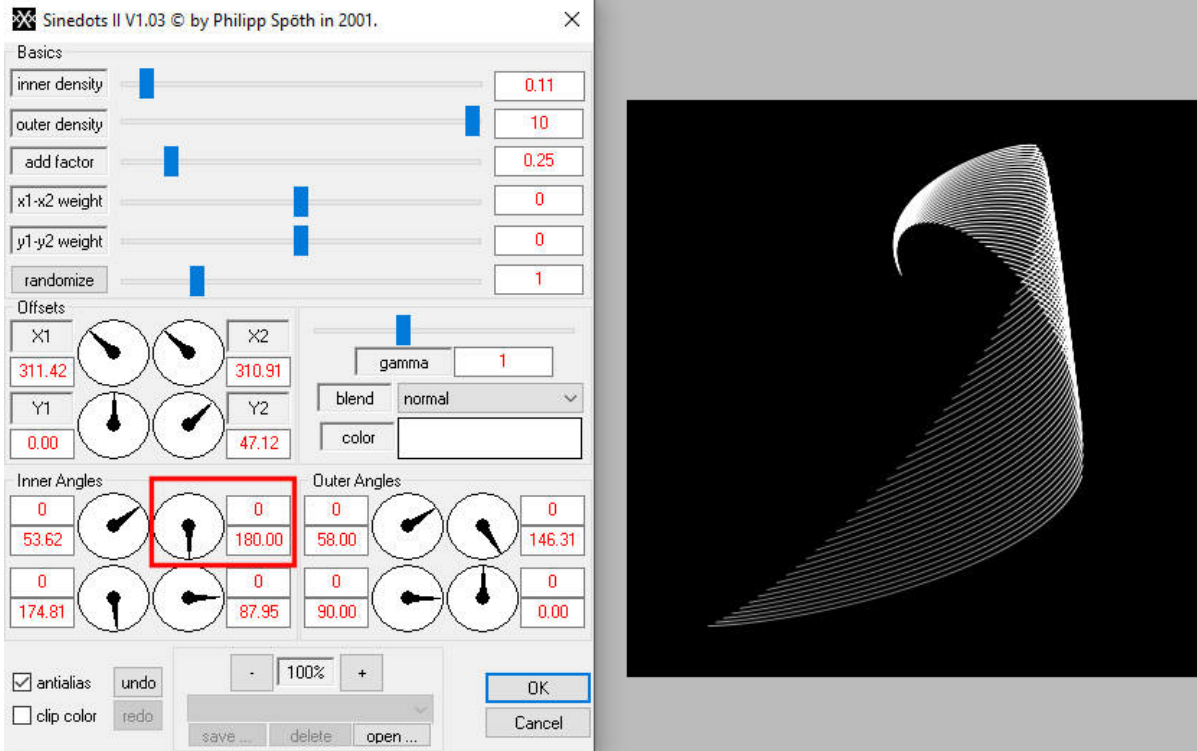 Sinedots II V1.03 © by Philipp Spöth in 2001.
Basics
inner density 0.11
outer density 10
add factor 0.25
x1-x2 weight 0
y1-y2 weight 0
randomize 1
Offsets
X1 X2
311.42 310.91
Y1 Y2
0.00 47.12
gamma 1
blend normal
color
Inner Angles
0 0
53.62 180.00
0 0
174.81 87.95
Outer Angles
0 0
58.00 146.31
0 0
90.00 0.00
antialias undo
clip color redo
- 100% +
save ... delete open ...
OK
Cancel